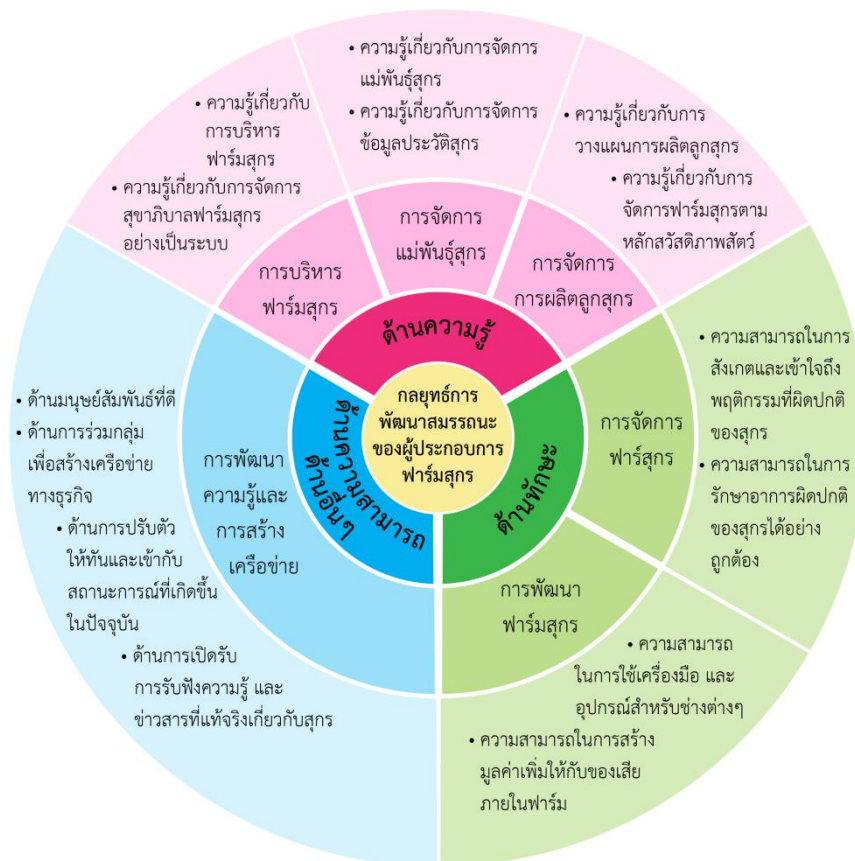 • ความรู้เกี่ยวกับการจัดการ
แม่พันธุ์สุกร
• ความรู้เกี่ยวกับการจัดการ
ข้อมูลประวัติสุกร
• ความรู้เกี่ยวกับ
การบริหาร
ฟาร์มสุกร
• ความรู้เกี่ยวกับการจัดการ
สุขาภิบาลฟาร์มสุกร
อย่างเป็นระบบ
• ความรู้เกี่ยวกับการ
วางแผนการผลิตลูกสุกร
• ความรู้เกี่ยวกับการ
จัดการฟาร์มสุกรตาม
หลักสวัสดิภาพสัตว์
การบริหาร
ฟาร์มสุกร
การจัดการ
แม่พันธุ์สุกร
การจัดการ
การผลิตลูกสุกร
ด้านความรู้
กลยุทธ์การ
พัฒนาสมรรถนะ
ของผู้ประกอบการ
ฟาร์มสุกร
ด้านทักษะ
การจัดการ
ฟาร์สุกร
• ความสามารถในการ
สังเกตและเข้าใจถึง
พฤติกรรมที่ผิดปกติ
ของสุกร
• ความสามารถในการ
รักษาอาการผิดปกติ
ของสุกรได้อย่าง
ถูกต้อง
การพัฒนา
ฟาร์มสุกร
• ความสามารถ
ในการใช้เครื่องมือ และ
อุปกรณ์สำหรับช่างต่างๆ
• ความสามารถในการสร้าง
มูลค่าเพิ่มให้กับของเสีย
ภายในฟาร์ม
ด้านความสามารถ
ด้านอื่นๆ
การพัฒนา
ความรู้และ
การสร้าง
เครือข่าย
• ด้านมนุษย์สัมพันธ์ที่ดี
• ด้านการร่วมกลุ่ม
เพื่อสร้างเครือข่าย
ทางธุรกิจ
• ด้านการปรับตัว
ให้ทันและเข้ากับ
สถานะการณ์ที่เกิดขึ้น
ในปัจจุบัน
• ด้านการเปิดรับ
การรับฟังความรู้ และ
ข่าวสารที่แท้จริงเกี่ยวกับสุกร